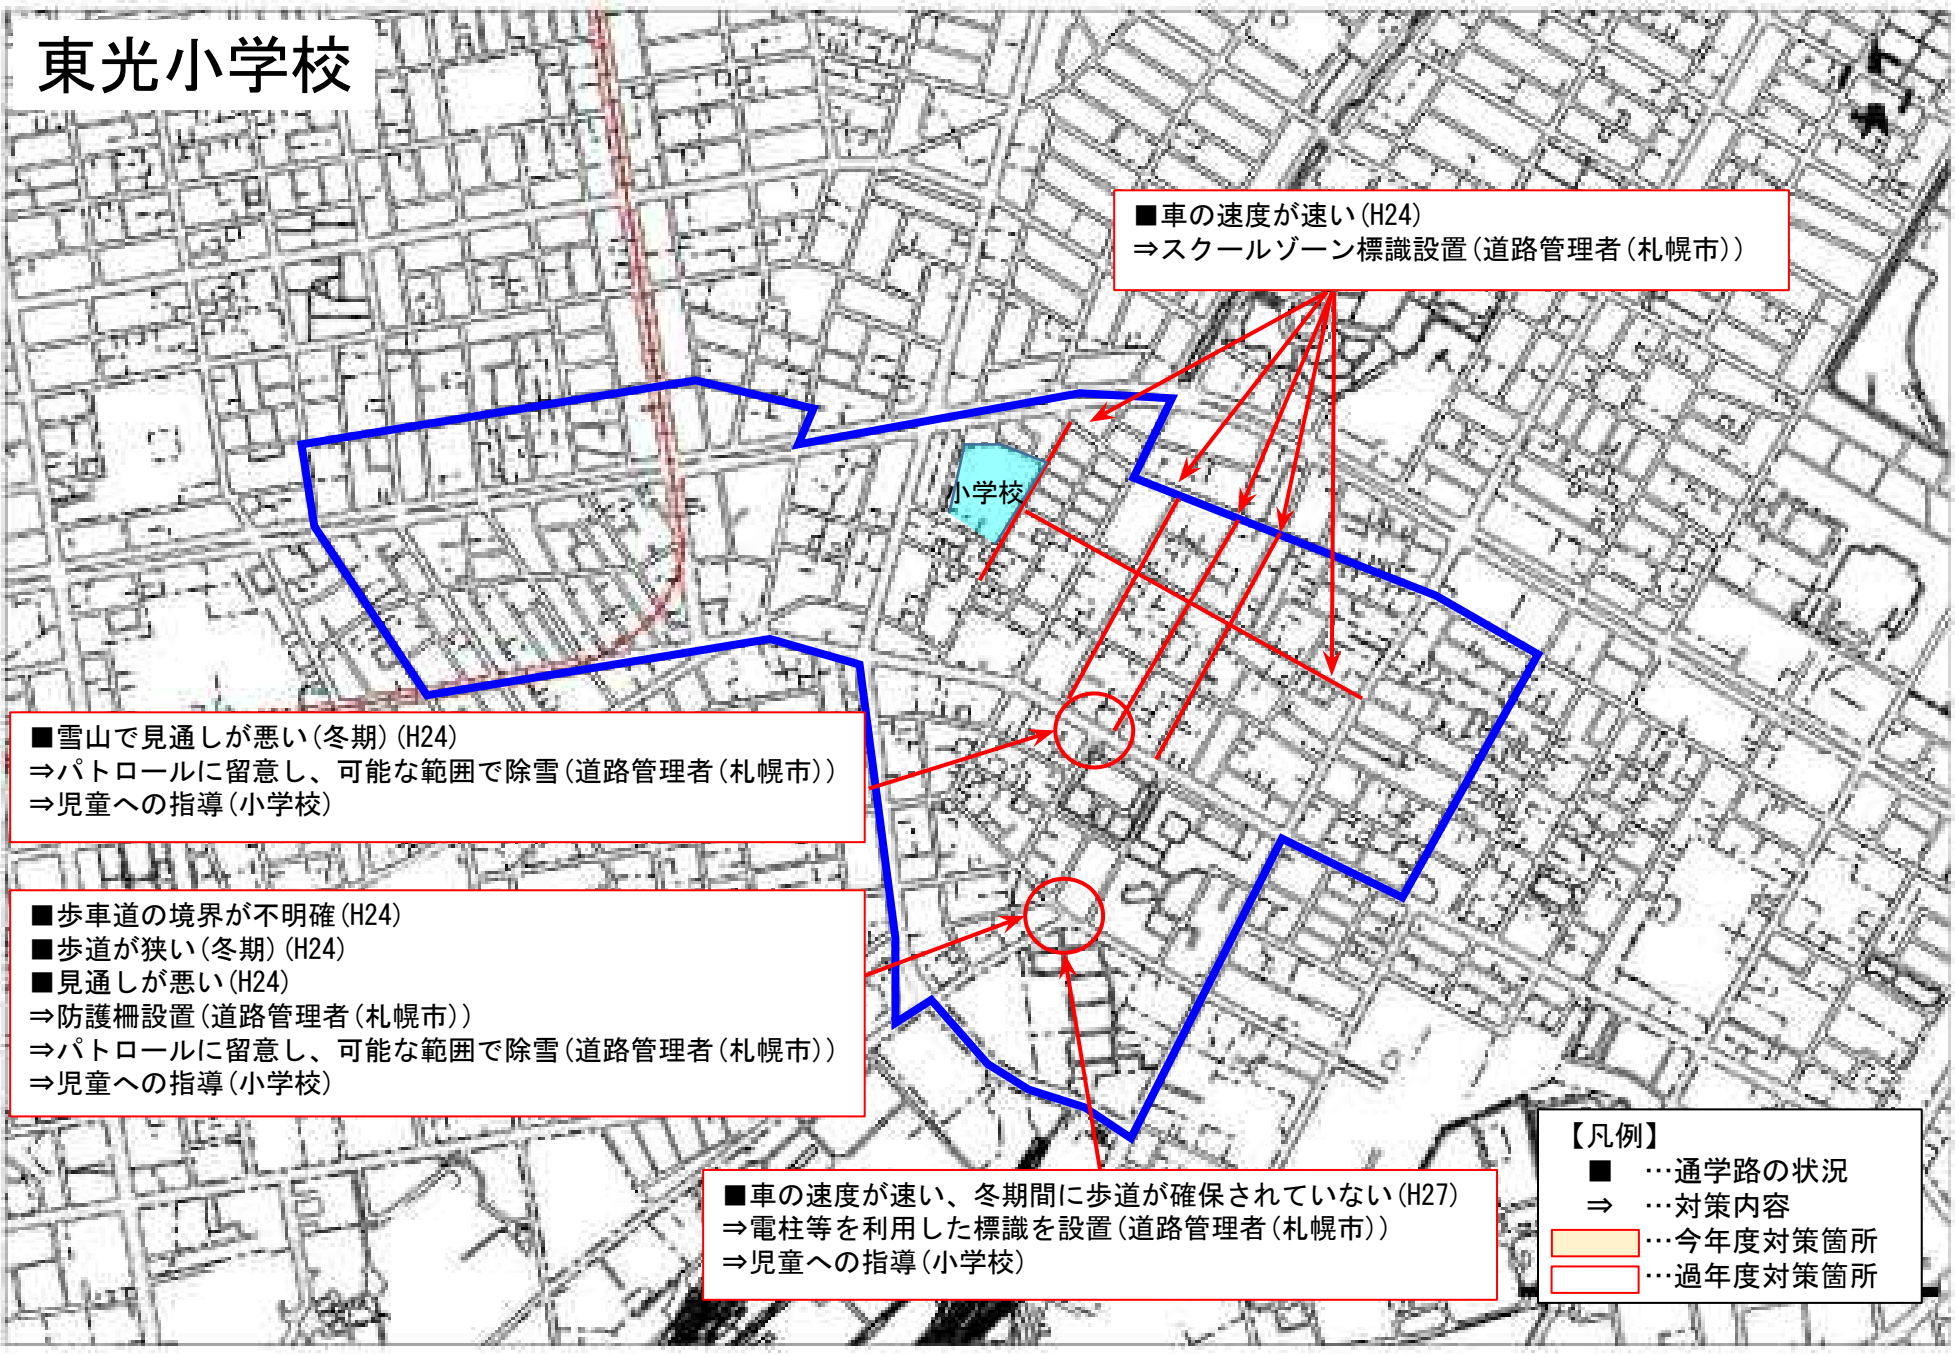 東光小学校
■車の速度が速い(H24)
⇒スクールゾーン標識設置(道路管理者(札幌市))
小学校
■雪山で見通しが悪い(冬期)(H24)
⇒パトロールに留意し、可能な範囲で除雪(道路管理者(札幌市))
⇒児童への指導(小学校)
■歩車道の境界が不明確(H24)
■歩道が狭い(冬期)(H24)
■見通しが悪い(H24)
⇒防護柵設置(道路管理者(札幌市))
⇒パトロールに留意し、可能な範囲で除雪(道路管理者(札幌市))
⇒児童への指導(小学校)
■車の速度が速い、冬期間に歩道が確保されていない(H27)
⇒電柱等を利用した標識を設置(道路管理者(札幌市))
⇒児童への指導(小学校)
【凡例】
■ …通学路の状況
⇒ …対策内容
…今年度対策箇所
…過年度対策箇所